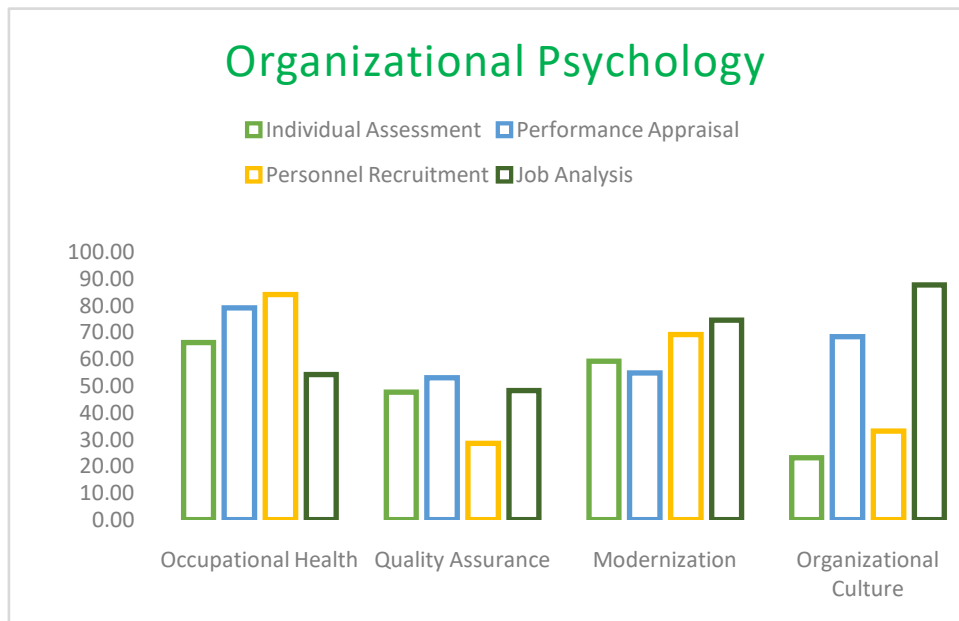 Organizational Psychology
Individual Assessment Performance Appraisal
Personnel Recruitment Job Analysis
100.00
90.00
80.00
70.00
60.00
50.00
40.00
30.00
20.00
10.00
0.00
Occupational Health Quality Assurance Modernization Organizational
Culture